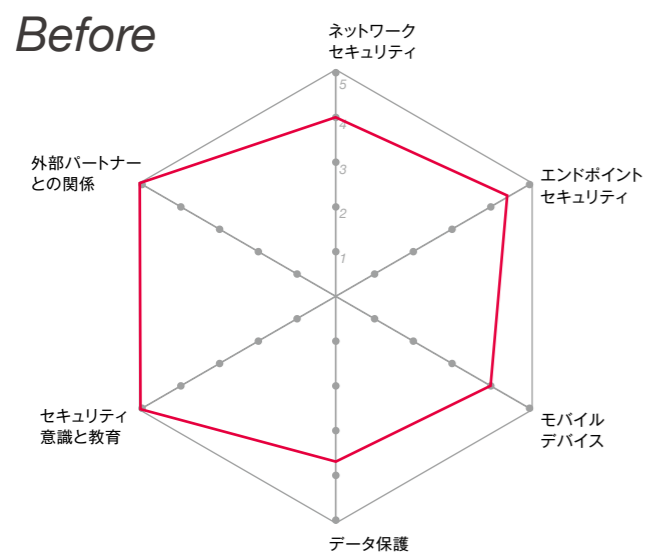 Before
ネットワーク
セキュリティ
5
4
3
2
1
外部パートナー
との関係
エンドポイント
セキュリティ
セキュリティ
意識と教育
モバイル
デバイス
データ保護